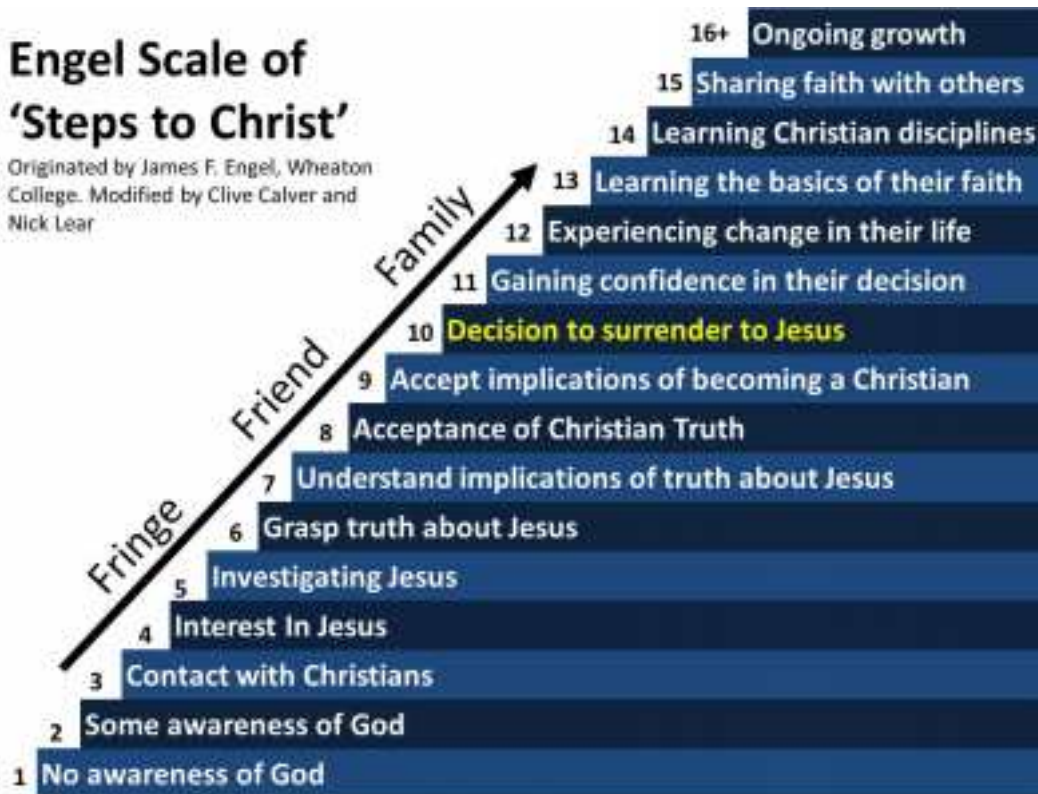 Engel Scale of
‘Steps to Christ’
Originated by James F. Engel, Wheaton
College. Modified by Clive Calver and
Nick Lear
16+ Ongoing growth
15 Sharing faith with others
14 Learning Christian disciplines
13 Learning the basics of their faith
12 Experiencing change in their life
11 Gaining confidence in their decision
10 Decision to surrender to Jesus
9 Accept implications of becoming a Christian
8 Acceptance of Christian Truth
7 Understand implications of truth about Jesus
6 Grasp truth about Jesus
5 Investigating Jesus
4 Interest In Jesus
3 Contact with Christians
2 Some awareness of God
1 No awareness of God
Family
Friend
Fringe